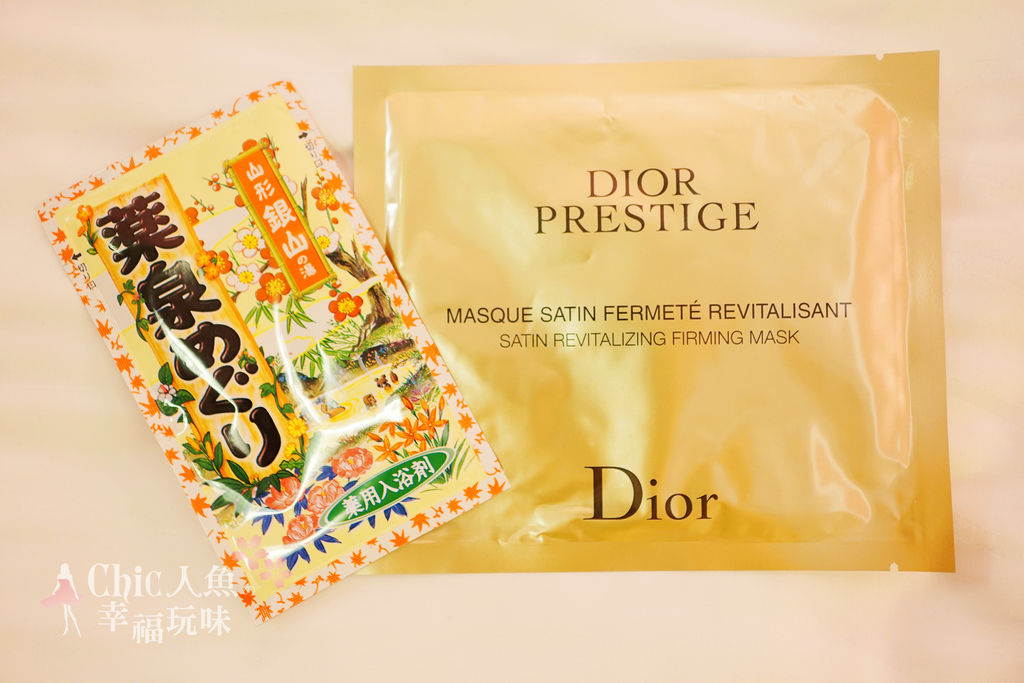 山形 銀山の湯
薬泉めぐり
薬用入浴剤
DIOR
PRESTIGE
MASQUE SATIN FERMETÉ REVITALISANT
SATIN REVITALIZING FIRMING MASK
Dior
Chic人魚
幸福玩味